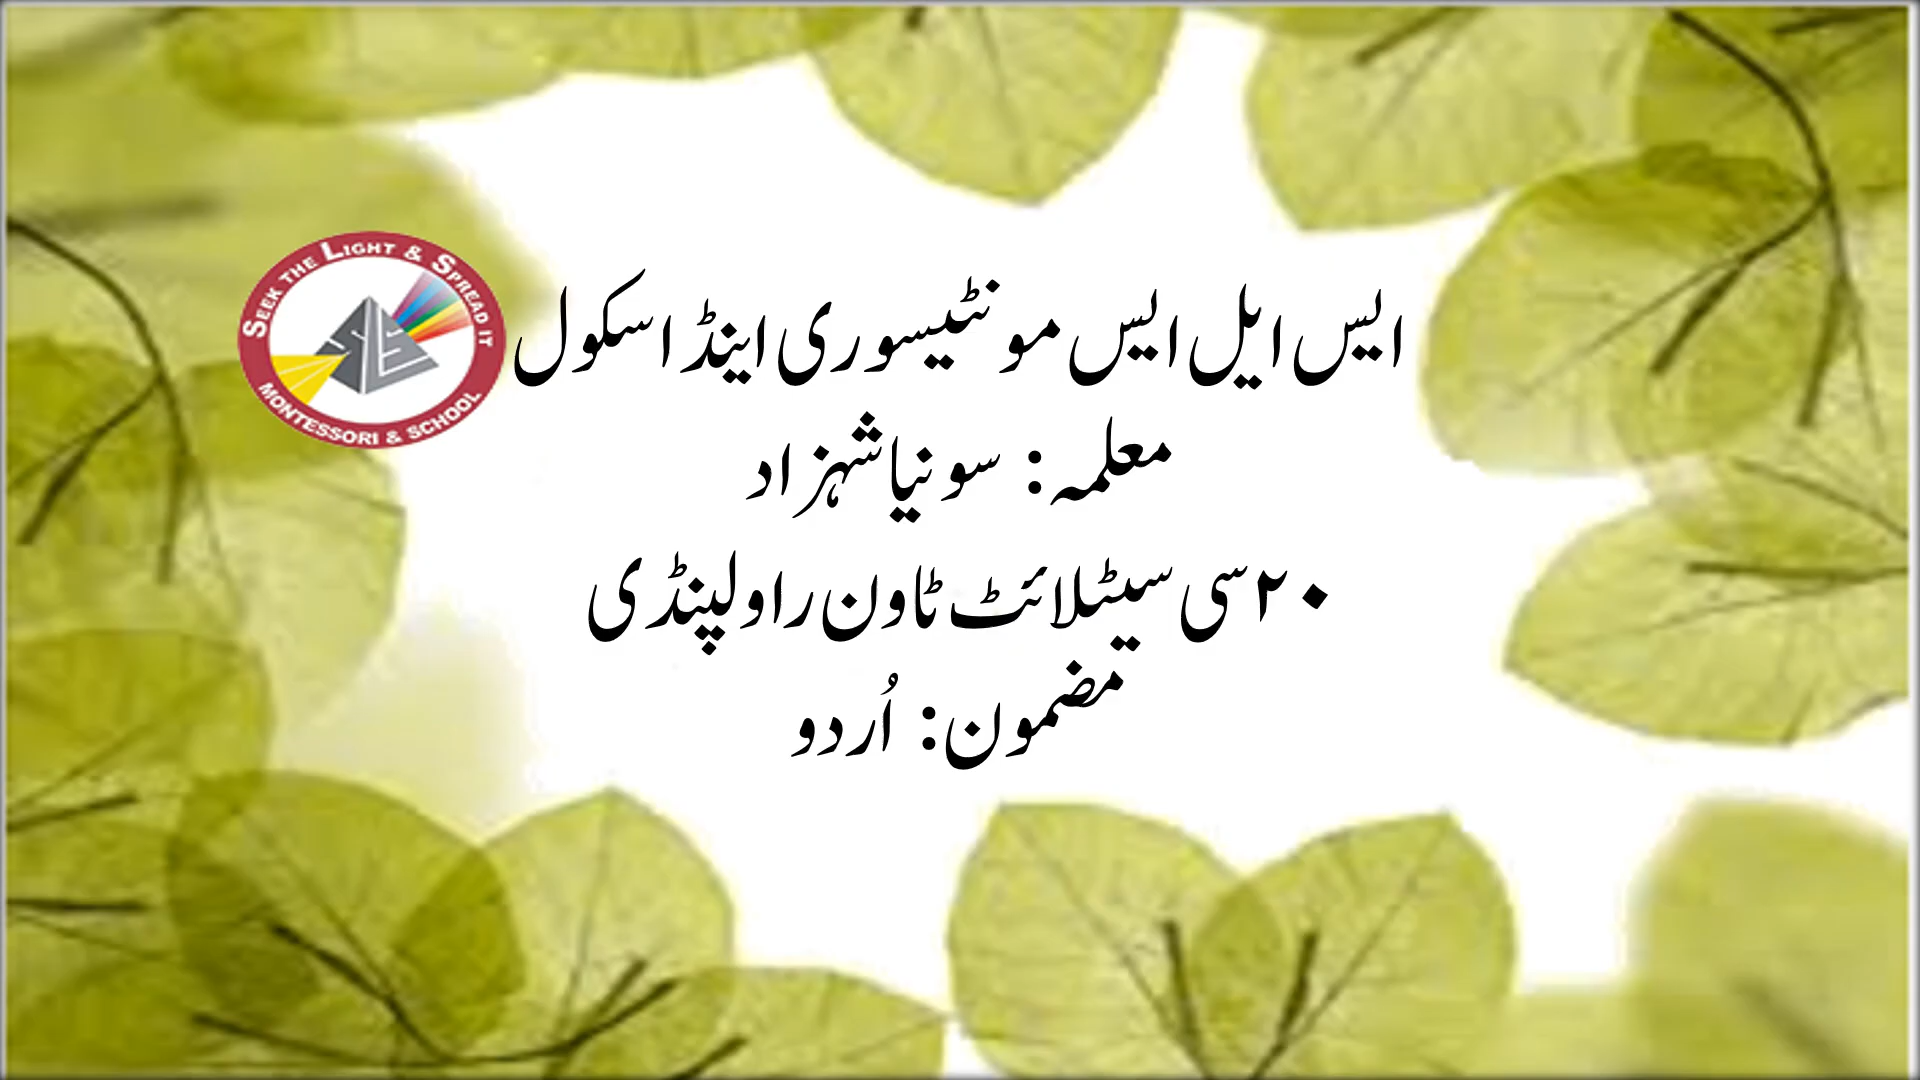 SEEK THE LIGHT & SPREAD IT
MONTESSORI & SCHOOL
SLS
ایس ایل ایس مونٹیسوری اینڈ اسکول
معلمہ: سونیا شہزاد
۲۰ سی سیٹلائٹ ٹاون راولپنڈی
مضمون: اُردو